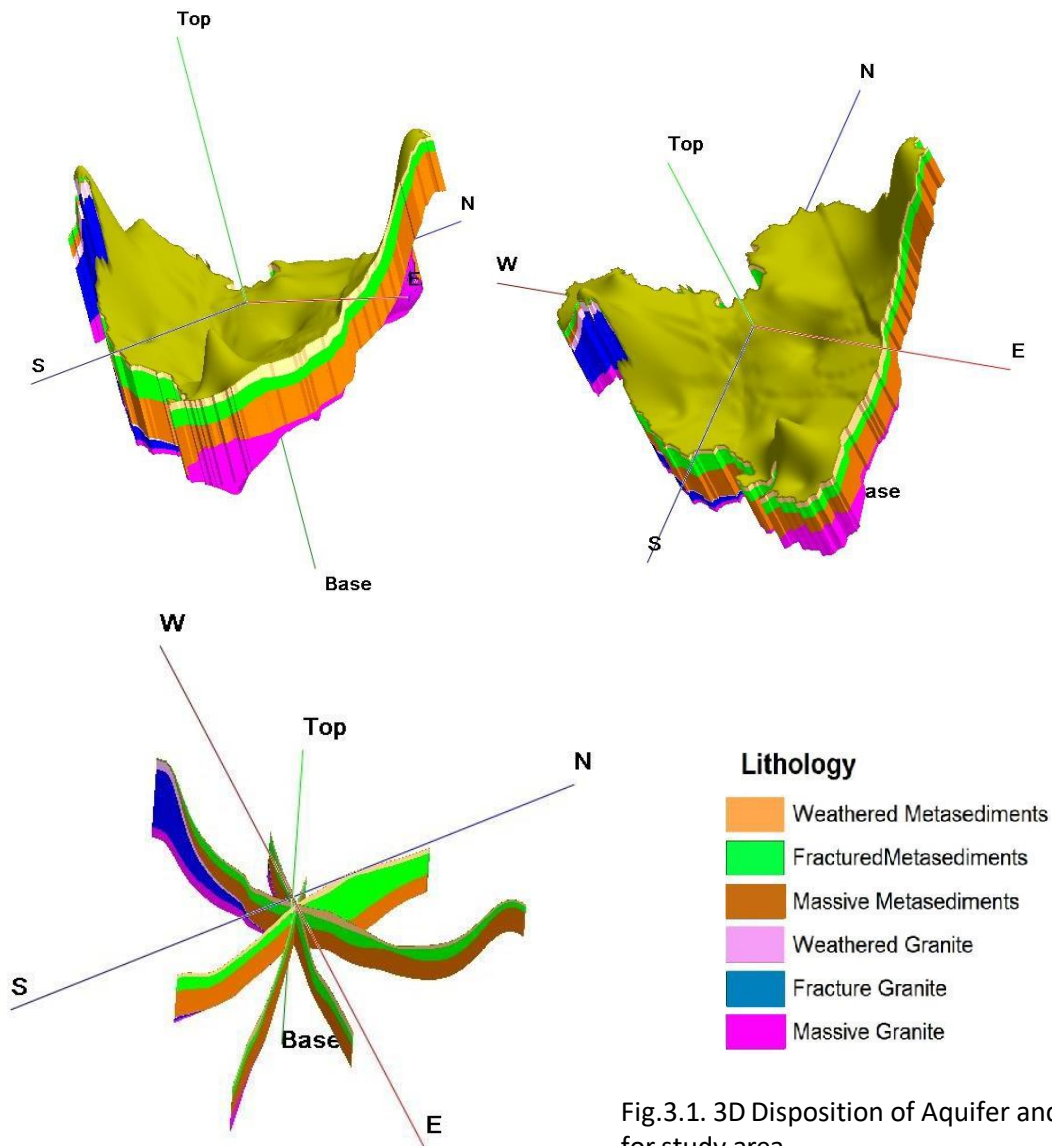 Top
N
E
S
Base
N
Top
W
E
S
ase
W
Top
N
S
Base
E
Lithology
Weathered Metasediments
FracturedMetasediments
Massive Metasediments
Weathered Granite
Fracture Granite
Massive Granite
Fig.3.1. 3D Disposition of Aquifer and
for study area